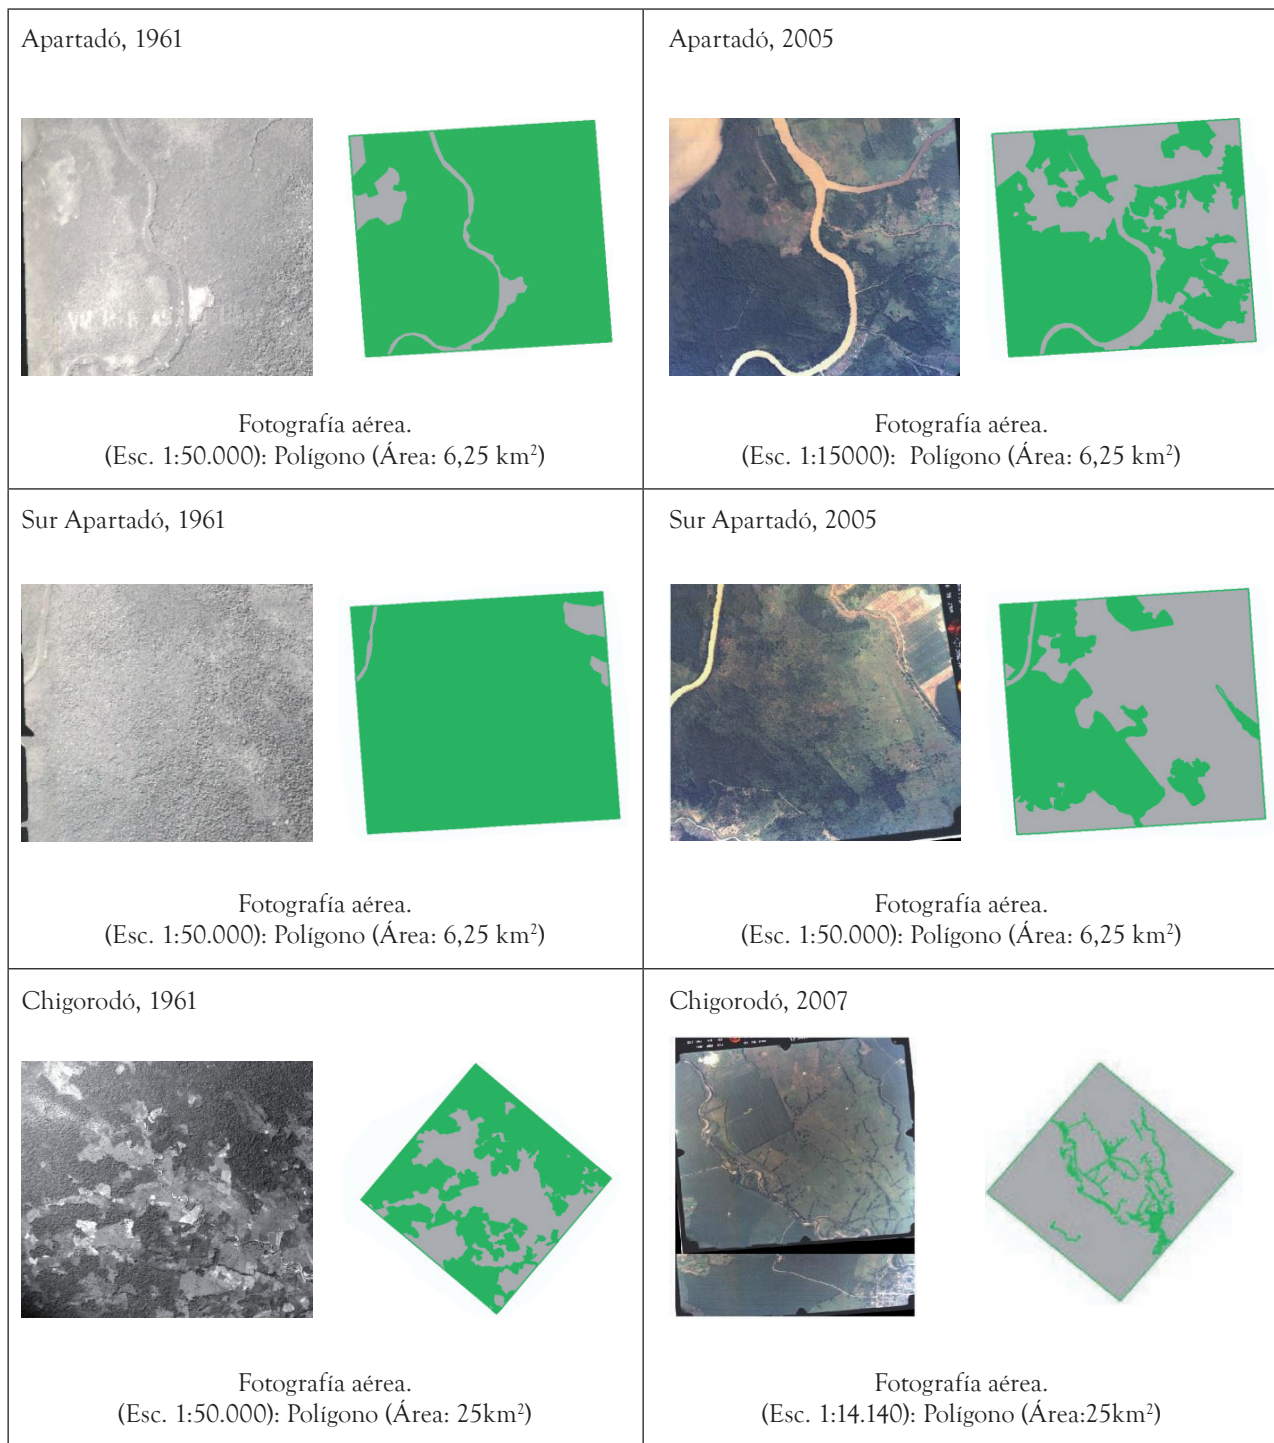 Apartadó, 1961
Apartadó, 2005
Fotografía aérea.
(Esc. 1:50.000): Polígono (Área: 6,25 km²)
Fotografía aérea.
(Esc. 1:15000): Polígono (Área: 6,25 km²)
Sur Apartadó, 1961
Sur Apartadó, 2005
Fotografía aérea.
(Esc. 1:50.000): Polígono (Área: 6,25 km²)
Fotografía aérea.
(Esc. 1:50.000): Polígono (Área: 6,25 km²)
Chigorodó, 1961
Chigorodó, 2007
Fotografía aérea.
(Esc. 1:50.000): Polígono (Área: 25km²)
Fotografía aérea.
(Esc. 1:14.140): Polígono (Área:25km²)